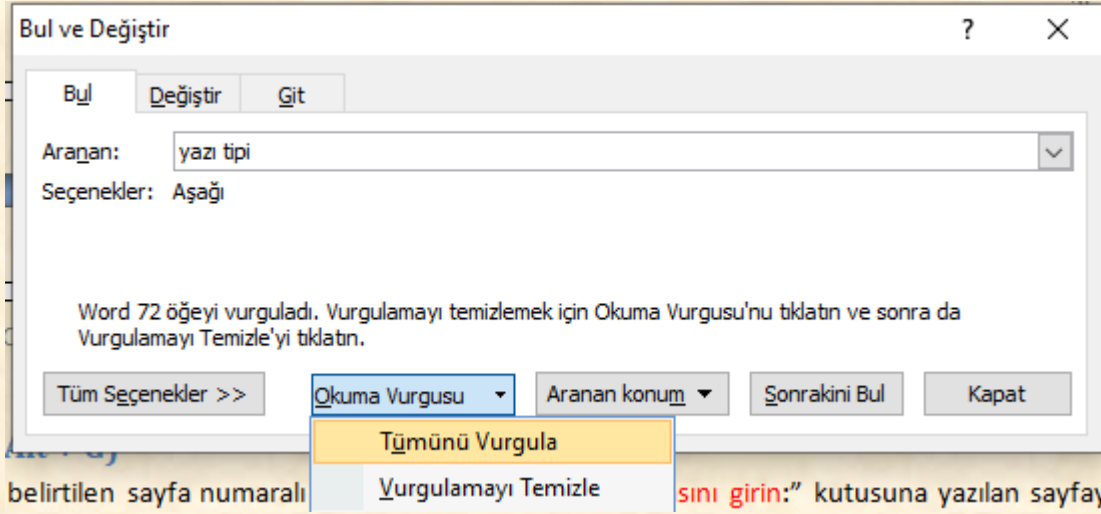 Bul ve Değiştir ?
Bul Değiştir Git
Aranan: yazı tipi
Seçenekler: Aşağı
Word 72 öğeyi vurguladı. Vurgulamayı temizlemek için Okuma Vurgusu'nu tıklatın ve sonra da
Vurgulamayı Temizle'yi tıklatın.
Tüm Seçenekler >> Okuma Vurgusu Aranan konum Sonrakini Bul Kapat
Tümünü Vurgula
Vurgulamayı Temizle
belirtilen sayfa numaralı sını girin:” kutusuna yazılan sayfay